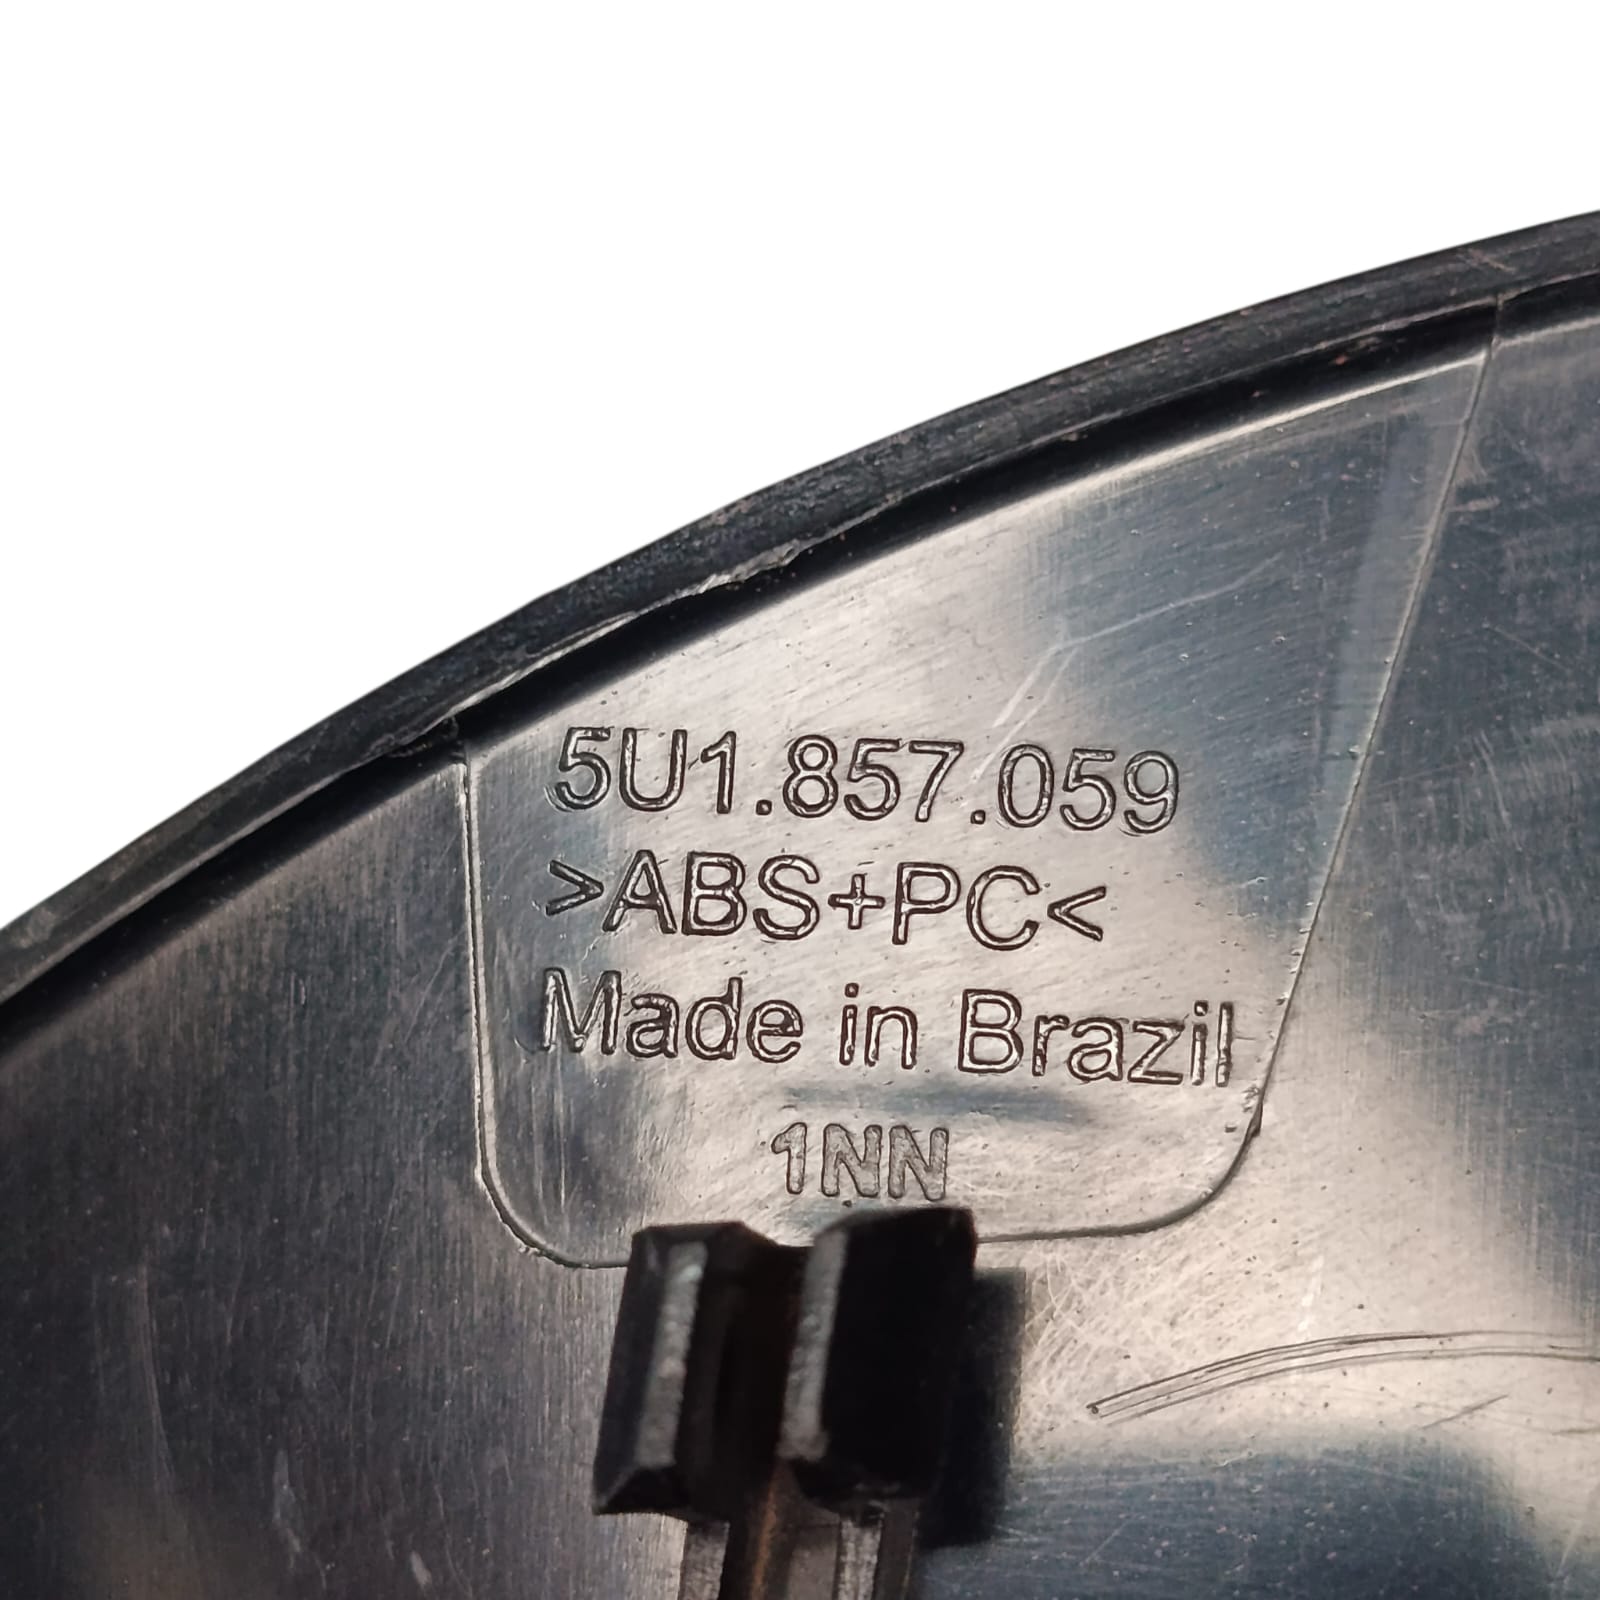 5U1.857.059
>ABS+PC<
Made in Brazil
1NN